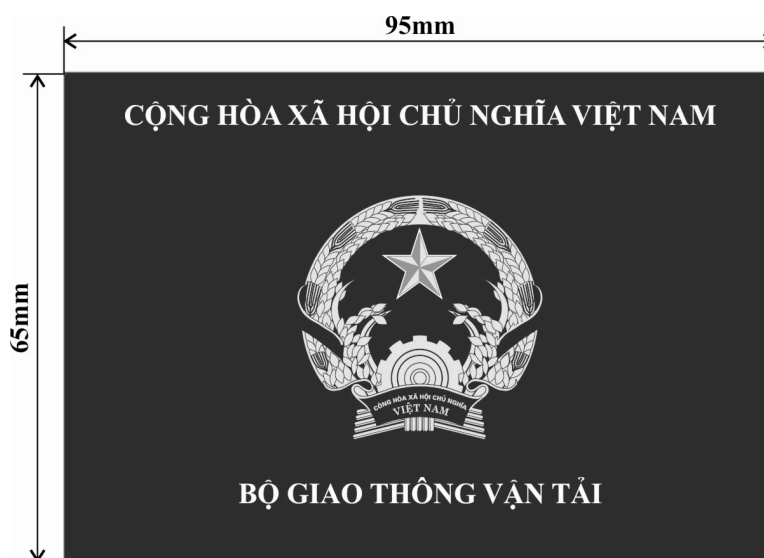 95mm
65mm
CỘNG HÒA XÃ HỘI CHỦ NGHĨA VIỆT NAM
CỘNG HÒA XÃ HỘI CHỦ NGHĨA
VIỆT NAM
BỘ GIAO THÔNG VẬN TẢI